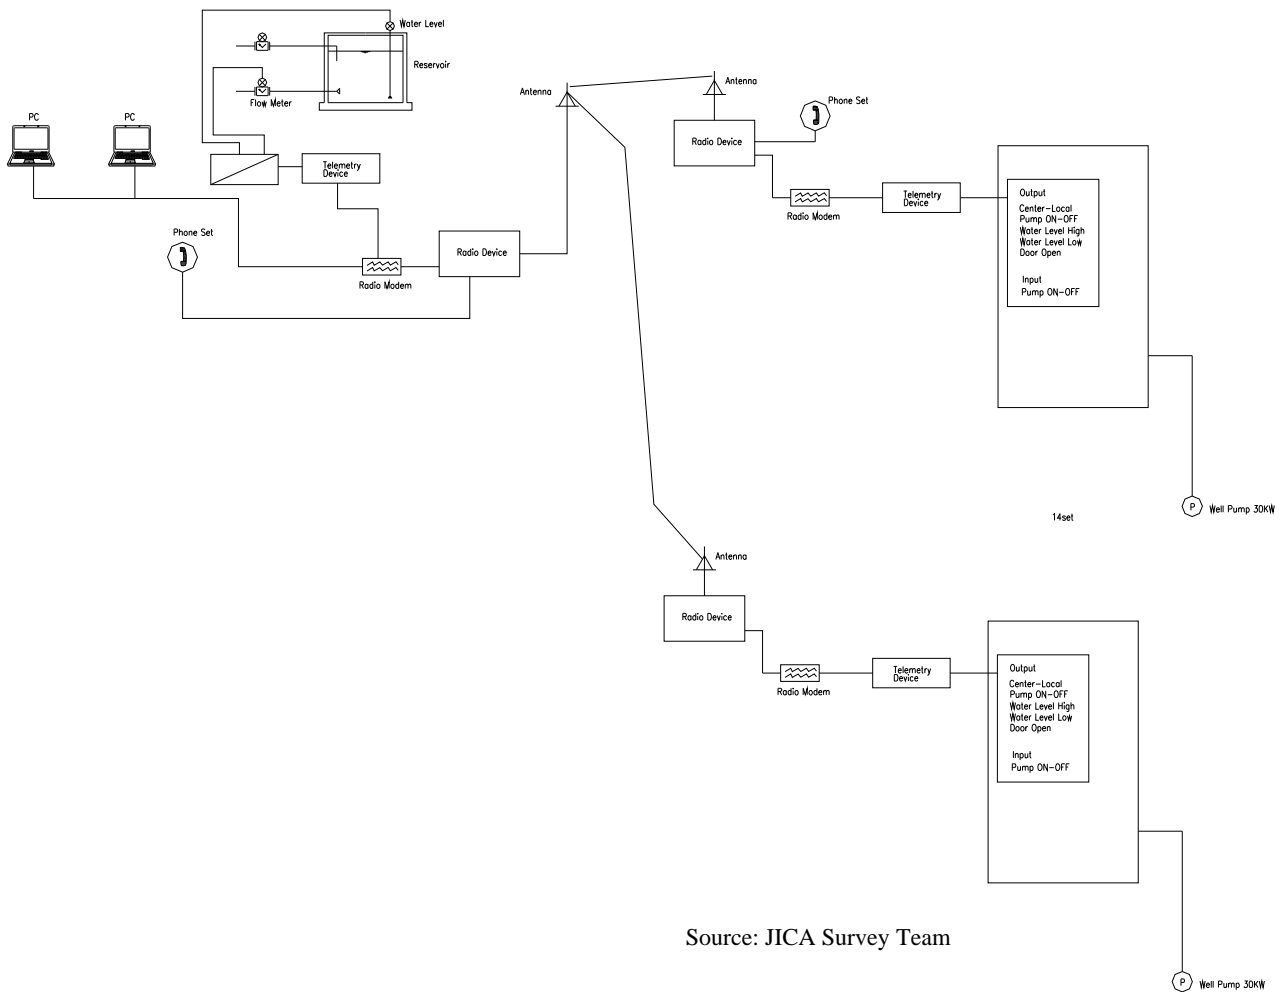 Water Level
Reservoir
Flow Meter
PC
PC
Telemetry
Device
Phone Set
Radio Modem
Radio Device
Antenna
Antenna
Phone Set
Radio Device
Radio Modem
Telemetry
Device
Output
Center-Local
Pump ON-OFF
Water Level High
Water Level Low
Door Open
Input
Pump ON-OFF
P
Well Pump 30KW
14set
Antenna
Radio Device
Radio Modem
Telemetry
Device
Output
Center-Local
Pump ON-OFF
Water Level High
Water Level Low
Door Open
Input
Pump ON-OFF
P
Well Pump 30KW
Source: JICA Survey Team